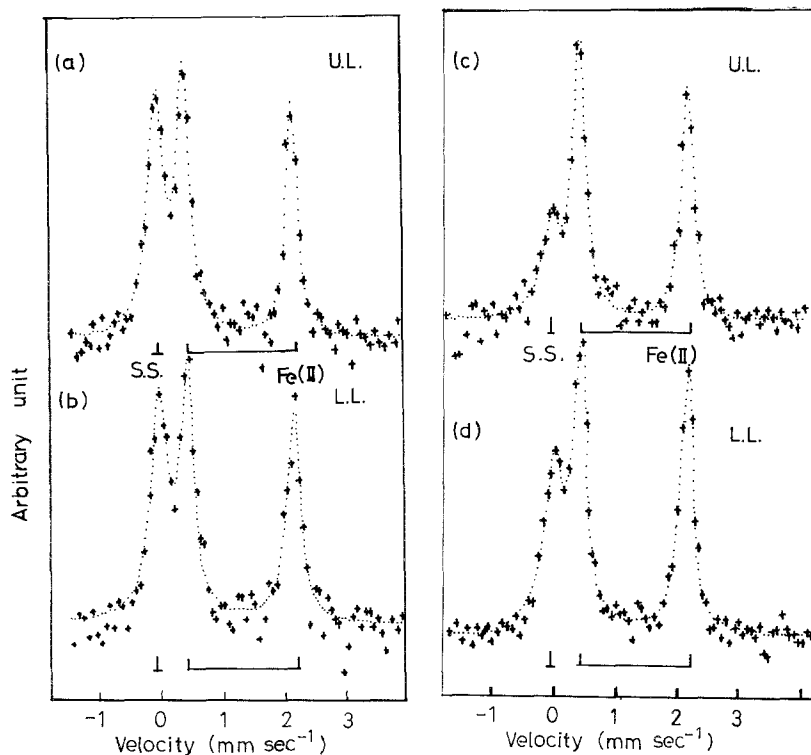 (a) U.L.
S.S. Fe(II)
(b) L.L.
-1 0 1 2 3
Velocity (mm sec⁻¹)
Arbitrary unit
(c) U.L.
S.S. Fe(II)
(d) L.L.
-1 0 1 2 3
Velocity (mm sec⁻¹)